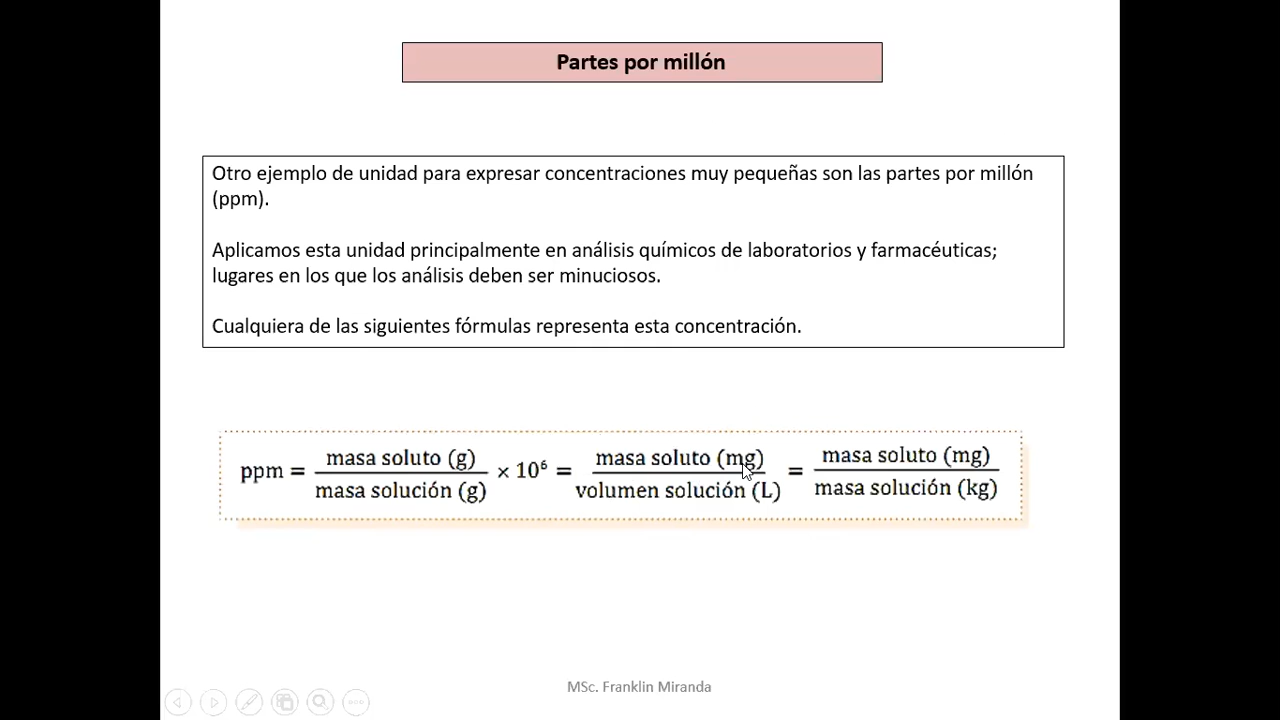 Partes por millón
Otro ejemplo de unidad para expresar concentraciones muy pequeñas son las partes por millón
(ppm).
Aplicamos esta unidad principalmente en análisis químicos de laboratorios y farmacéuticas;
lugares en los que los análisis deben ser minuciosos.
Cualquiera de las siguientes fórmulas representa esta concentración.
ppm = masa soluto (g) / masa solución (g) × 10⁶ = masa soluto (mg) / volumen solución (L) = masa soluto (mg) / masa solución (kg)
MSc. Franklin Miranda